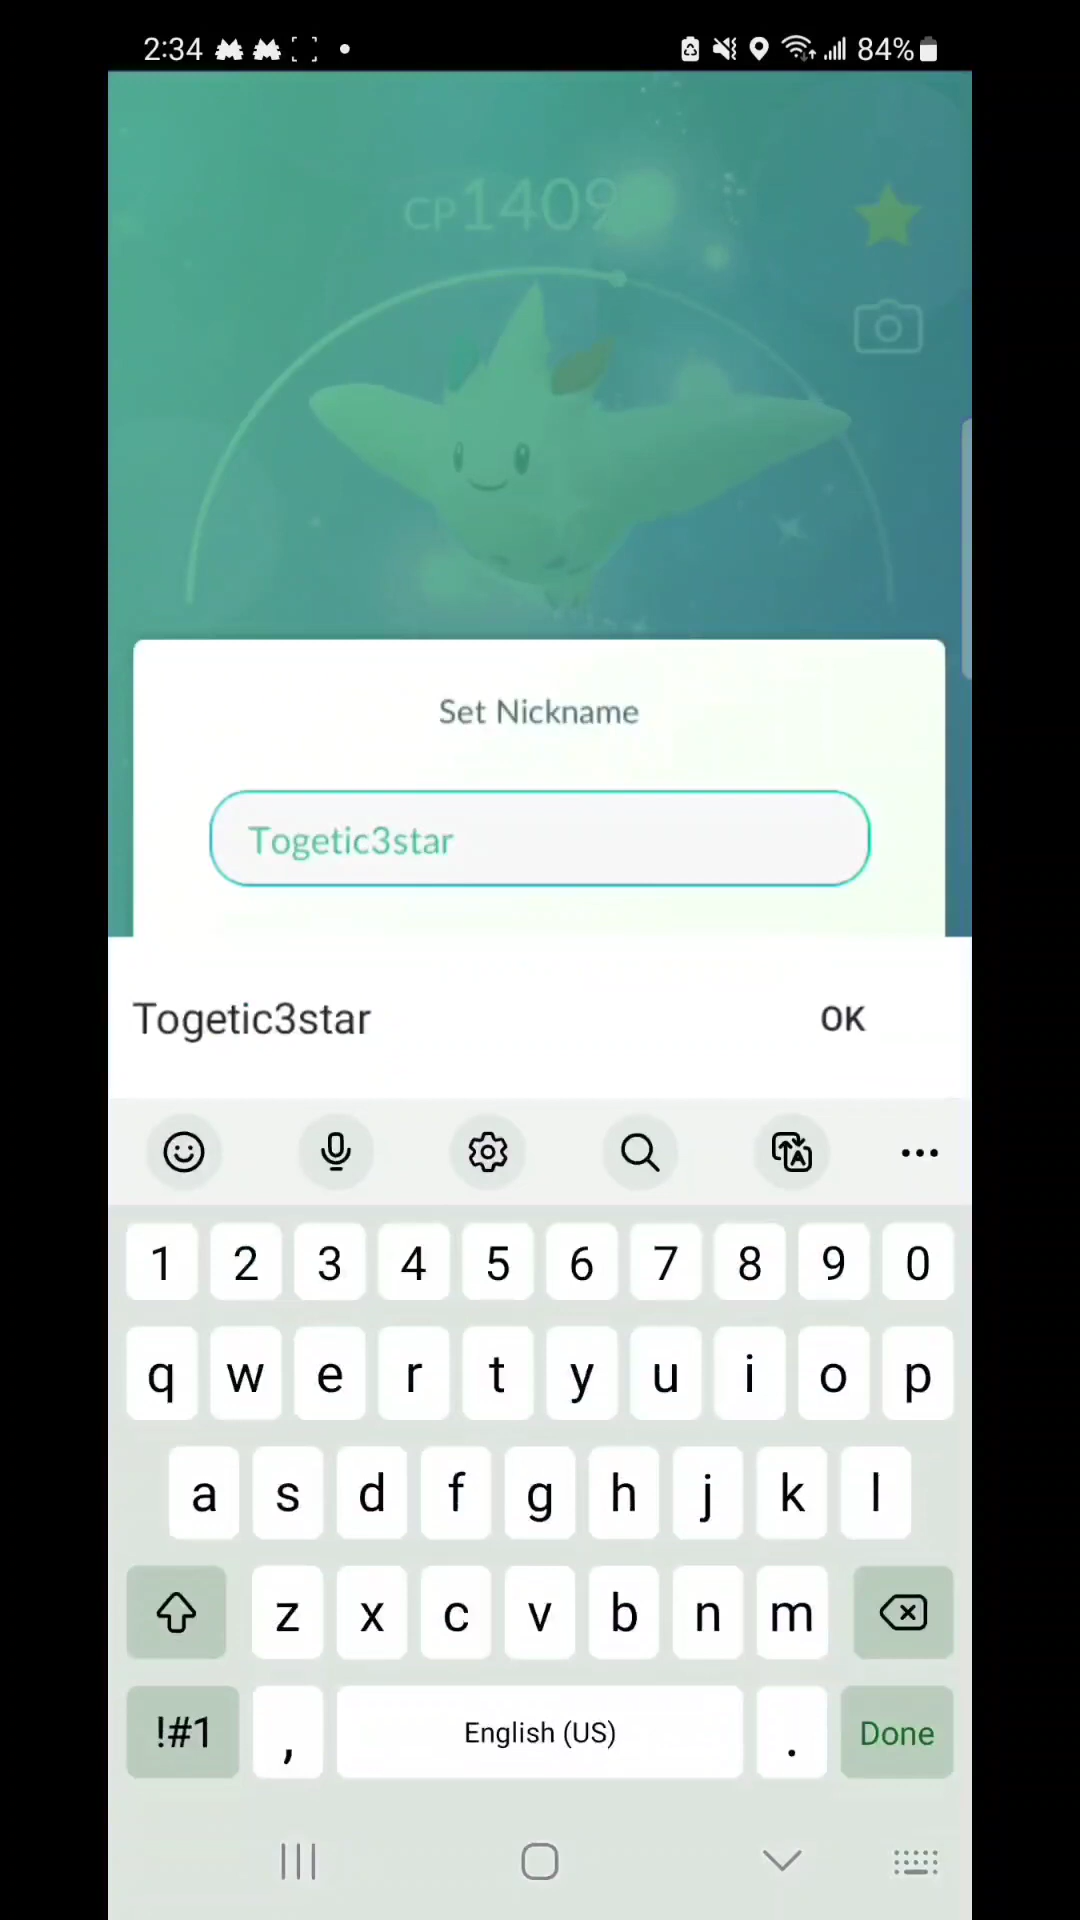 2:34 84%
CP1409
Set Nickname
Togetic3star
Togetic3star OK
1 2 3 4 5 6 7 8 9 0
q w e r t y u i o p
a s d f g h j k l
z x c v b n m
!#1 , English (US) . Done